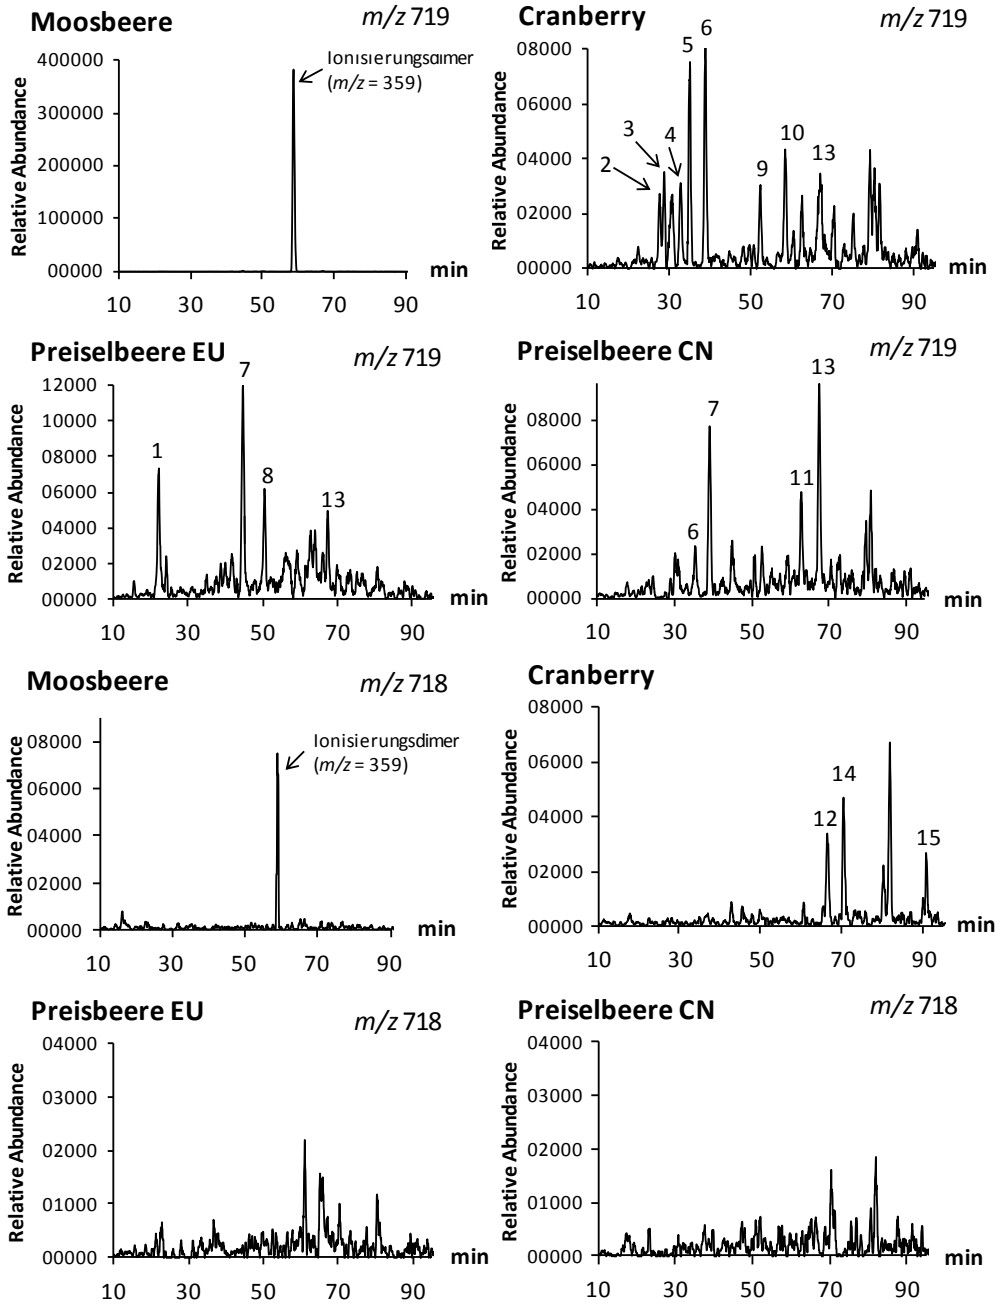 Moosbeere
m/z 719
Relative Abundance
400000
300000
200000
100000
00000
Ionisierungsdimer
(m/z = 359)
min
10 30 50 70 90
Cranberry
m/z 719
Relative Abundance
08000
06000
04000
02000
00000
2
3
4
5
6
9
10
13
min
10 30 50 70 90
Preiselbeere EU
m/z 719
Relative Abundance
12000
10000
08000
06000
04000
02000
00000
1
7
8
13
min
10 30 50 70 90
Preiselbeere CN
m/z 719
Relative Abundance
08000
06000
04000
02000
00000
6
7
11
13
min
10 30 50 70 90
Moosbeere
m/z 718
Relative Abundance
08000
06000
04000
02000
00000
Ionisierungsdimer
(m/z = 359)
min
10 30 50 70 90
Cranberry
Relative Abundance
08000
06000
04000
02000
00000
12
14
15
min
10 30 50 70 90
Preisbeere EU
m/z 718
Relative Abundance
04000
03000
02000
01000
00000
min
10 30 50 70 90
Preiselbeere CN
m/z 718
Relative Abundance
04000
03000
02000
01000
00000
min
10 30 50 70 90